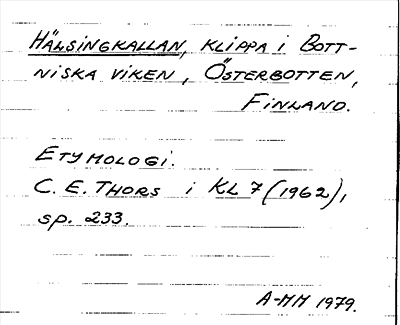 HÄLSINGKALLAN, KLIPPA i BOTT-
NISKA VIKEN, ÖSTERBOTTEN,
FINLAND.
ETYMOLOGI.
C. E. THORS i KL 7 (1962),
sp. 233.
A-MM 1979.